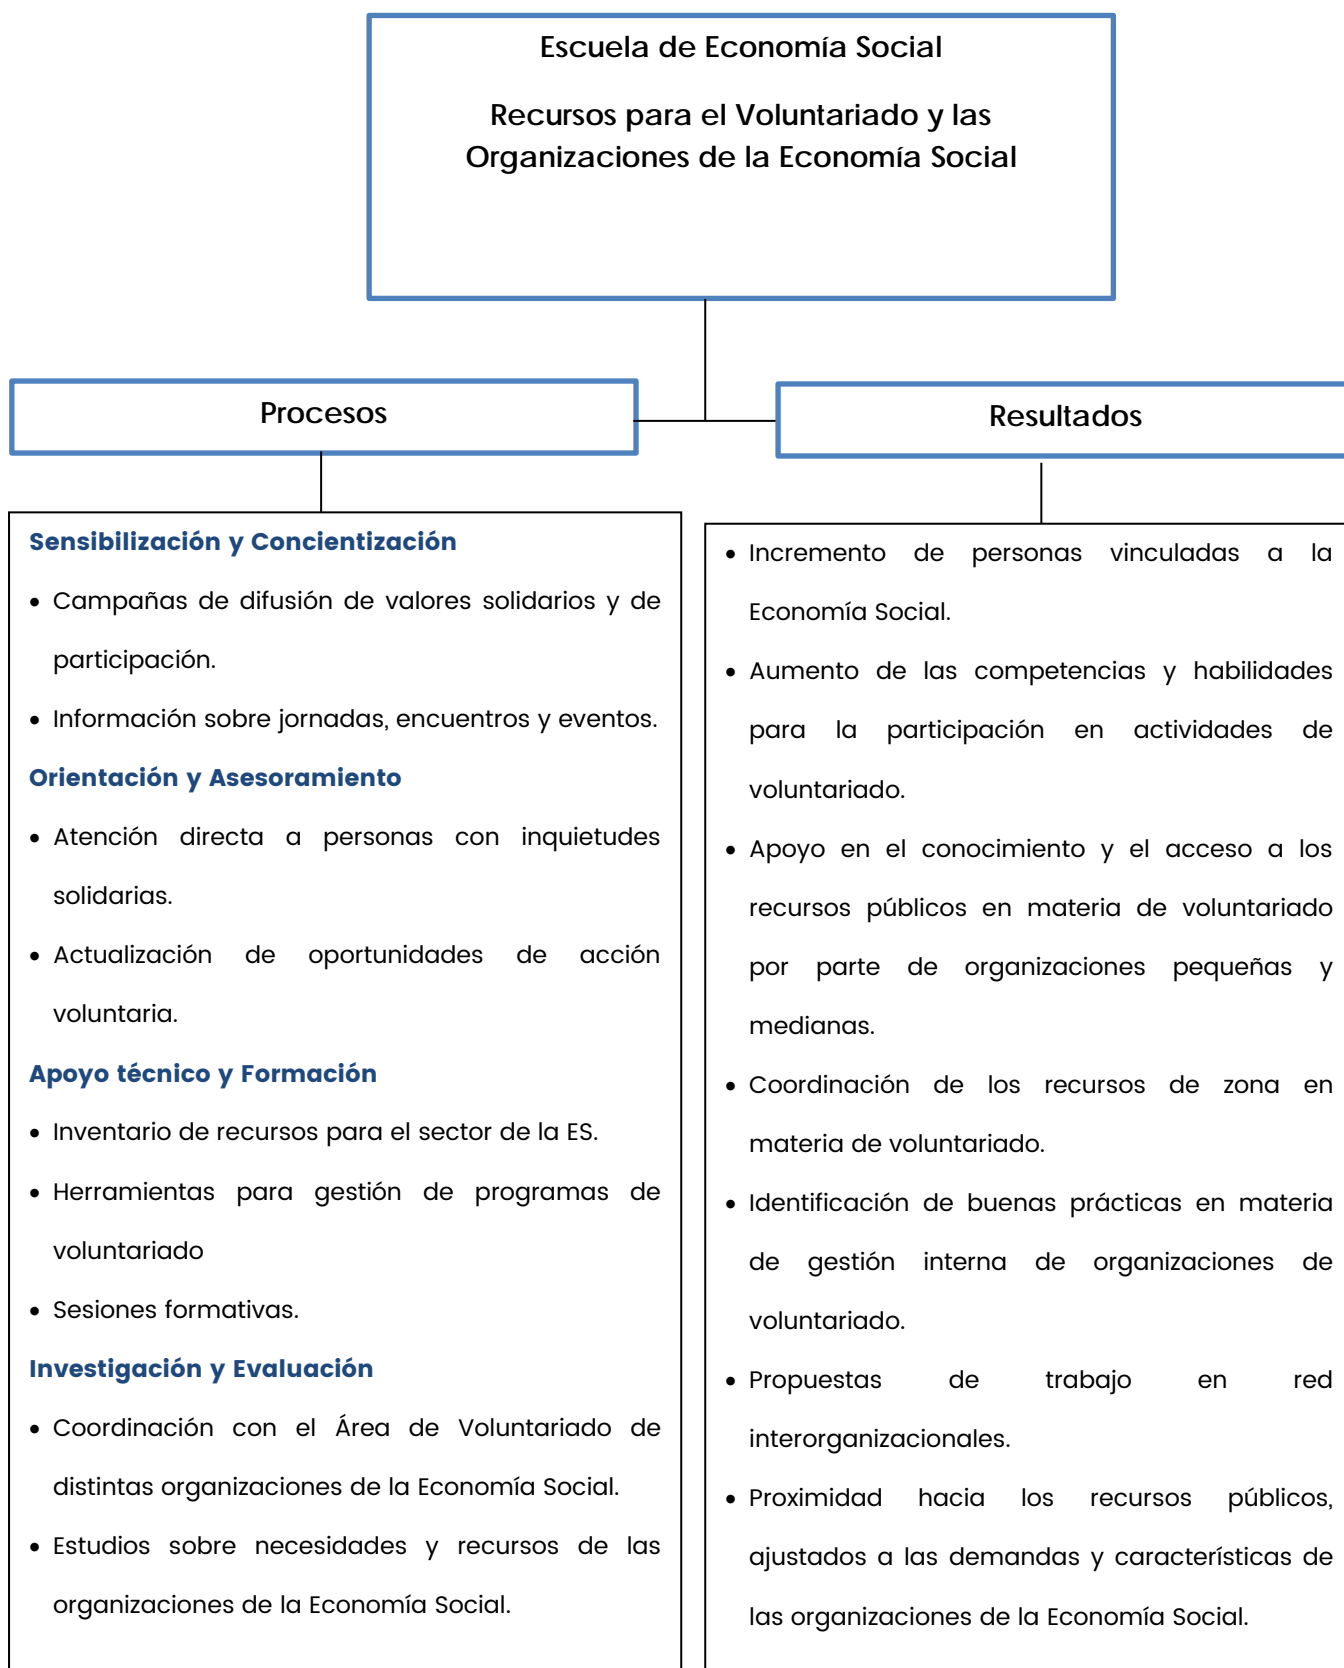 Escuela de Economía Social
Recursos para el Voluntariado y las
Organizaciones de la Economía Social
Procesos
Resultados
Sensibilización y Concientización
• Campañas de difusión de valores solidarios y de
participación.
• Información sobre jornadas, encuentros y eventos.
Orientación y Asesoramiento
• Atención directa a personas con inquietudes
solidarias.
• Actualización de oportunidades de acción
voluntaria.
Apoyo técnico y Formación
• Inventario de recursos para el sector de la ES.
• Herramientas para gestión de programas de
voluntariado
• Sesiones formativas.
Investigación y Evaluación
• Coordinación con el Área de Voluntariado de
distintas organizaciones de la Economía Social.
• Estudios sobre necesidades y recursos de las
organizaciones de la Economía Social.
• Incremento de personas vinculadas a la
Economía Social.
• Aumento de las competencias y habilidades
para la participación en actividades de
voluntariado.
• Apoyo en el conocimiento y el acceso a los
recursos públicos en materia de voluntariado
por parte de organizaciones pequeñas y
medianas.
• Coordinación de los recursos de zona en
materia de voluntariado.
• Identificación de buenas prácticas en materia
de gestión interna de organizaciones de
voluntariado.
• Propuestas de trabajo en red
interorganizacionales.
• Proximidad hacia los recursos públicos,
ajustados a las demandas y características de
las organizaciones de la Economía Social.